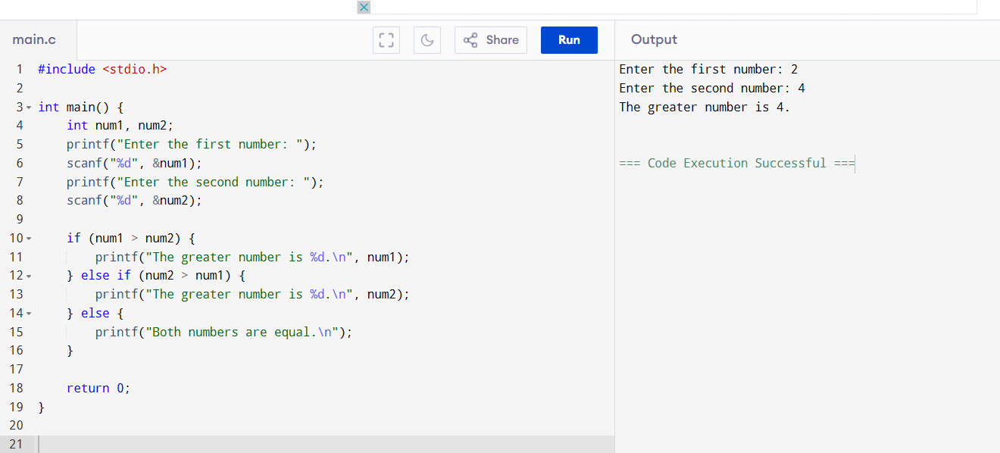 main.c
Share
Run
Output
1 #include <stdio.h>
2
3 int main() {
4     int num1, num2;
5     printf("Enter the first number: ");
6     scanf("%d", &num1);
7     printf("Enter the second number: ");
8     scanf("%d", &num2);
9
10     if (num1 > num2) {
11         printf("The greater number is %d.\n", num1);
12     } else if (num2 > num1) {
13         printf("The greater number is %d.\n", num2);
14     } else {
15         printf("Both numbers are equal.\n");
16     }
17
18     return 0;
19 }
20
21
Enter the first number: 2
Enter the second number: 4
The greater number is 4.
=== Code Execution Successful ===